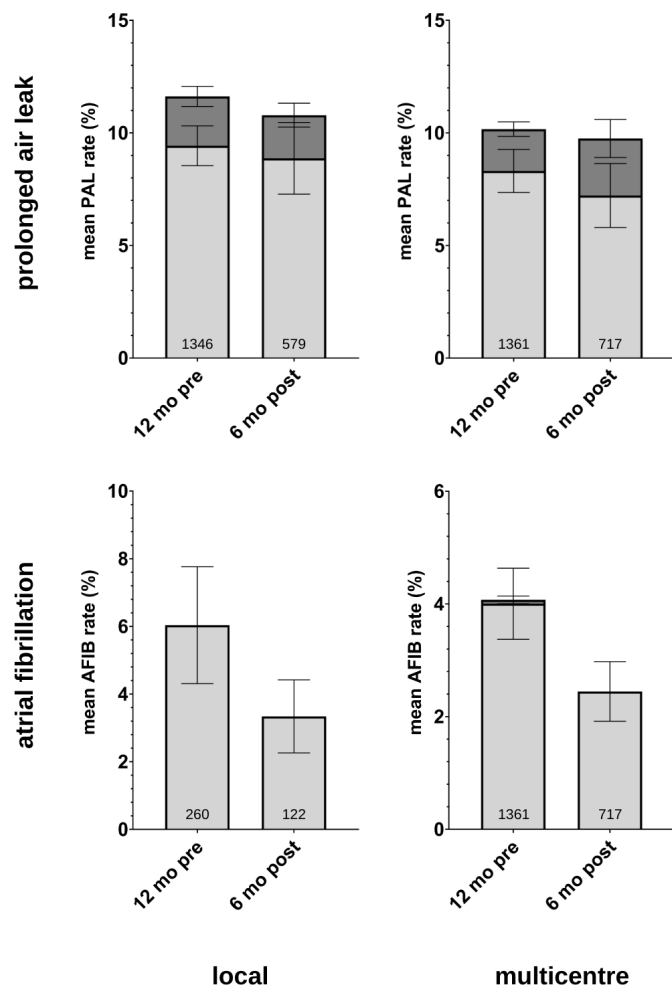 prolonged air leak
mean PAL rate (%)
15
10
5
0
1346
579
12 mo pre
6 mo post
mean PAL rate (%)
15
10
5
0
1361
717
12 mo pre
6 mo post
atrial fibrillation
mean AFIB rate (%)
10
8
6
4
2
0
260
122
12 mo pre
6 mo post
mean AFIB rate (%)
6
4
2
0
1361
717
12 mo pre
6 mo post
local
multicentre